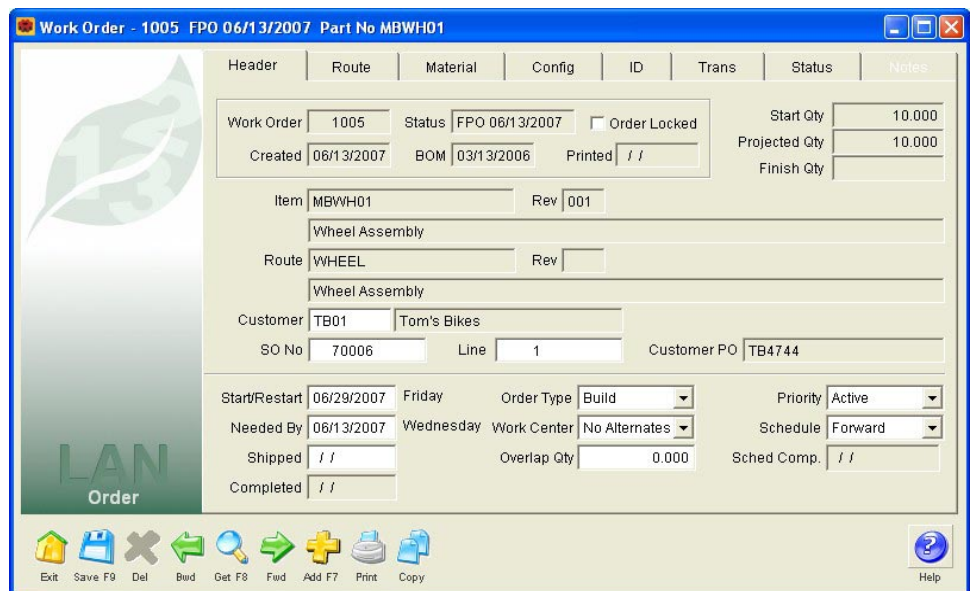 Work Order - 1005 FPO 06/13/2007 Part No MBWH01
Header Route Material Config ID Trans Status Notes
Work Order 1005 Status FPO 06/13/2007 Order Locked Start Qty 10.000
Created 06/13/2007 BOM 03/13/2006 Printed / / Projected Qty 10.000
Finish Qty
Item MBWH01 Rev 001
Wheel Assembly
Route WHEEL Rev
Wheel Assembly
Customer TB01 Tom's Bikes
SO No 70006 Line 1 Customer PO TB4744
Start/Restart 06/29/2007 Friday Order Type Build Priority Active
Needed By 06/13/2007 Wednesday Work Center No Alternates Schedule Forward
Shipped / / Overlap Qty 0.000 Sched Comp. / /
Completed / /
LAN
Order
Exit Save F9 Del Bwd Get F8 Fwd Add F7 Print Copy Help